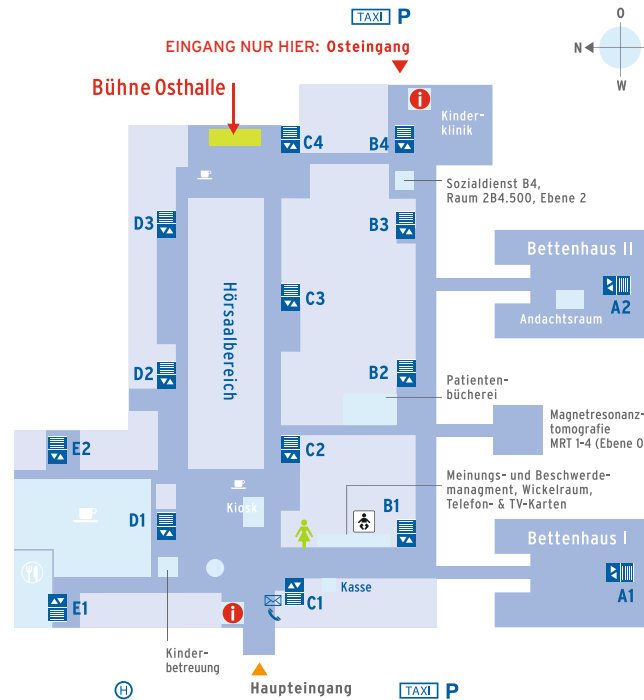 TAXI P
O
N
W
EINGANG NUR HIER: Osteingang
Bühne Osthalle
i
Kinder-
klinik
C4
B4
Sozialdienst B4,
Raum 2B4.500, Ebene 2
D3
B3
Bettenhaus II
Hörsaalbereich
C3
A2
Andachtsraum
D2
B2
Patienten-
bücherei
Magnetresonanz-
tomografie
MRT 1-4 (Ebene 0
E2
C2
Meinungs- und Beschwerde-
managment, Wickelraum,
Telefon- & TV-Karten
Kiosk
D1
B1
Bettenhaus I
Kasse
A1
E1
i
C1
Kinder-
betreuung
H
Haupteingang
TAXI P